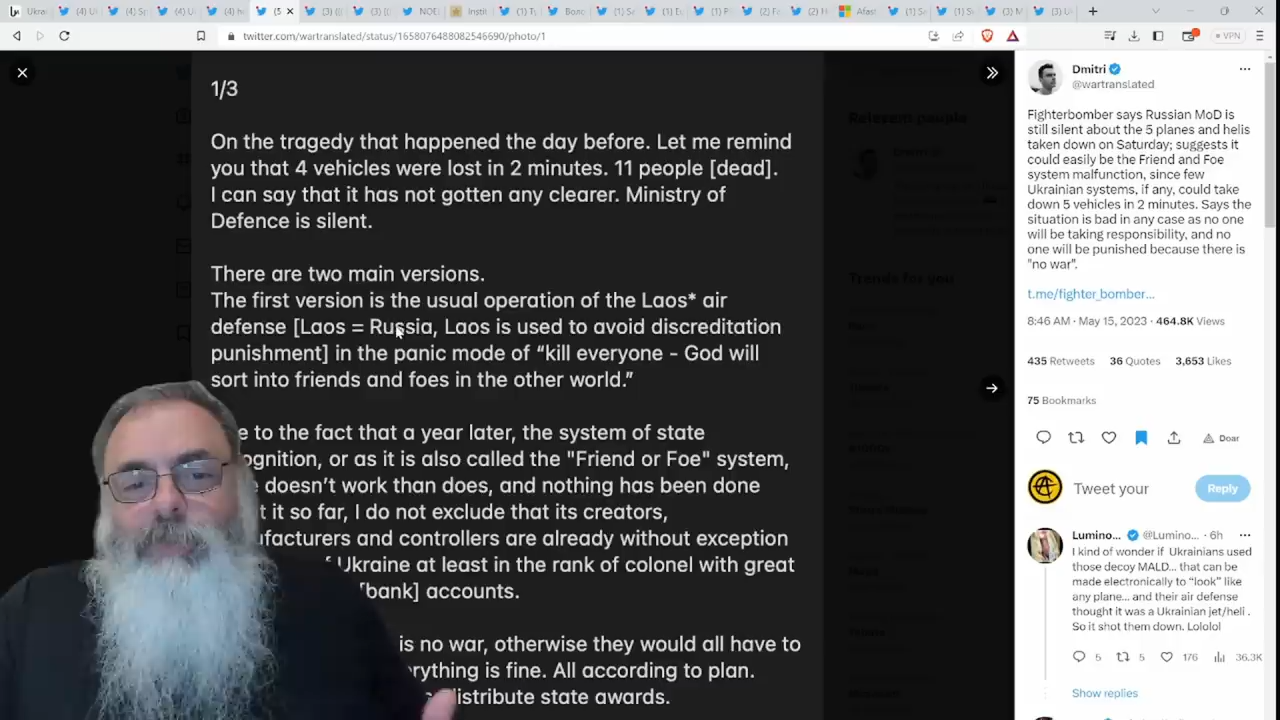 twitter.com/wartranslated/status/1658076488082546690/photo/1
VPN
1/3
On the tragedy that happened the day before. Let me remind
you that 4 vehicles were lost in 2 minutes. 11 people [dead].
I can say that it has not gotten any clearer. Ministry of
Defence is silent.
There are two main versions.
The first version is the usual operation of the Laos* air
defense [Laos = Russia, Laos is used to avoid discreditation
punishment] in the panic mode of “kill everyone - God will
sort into friends and foes in the other world.”
to the fact that a year later, the system of state
or as it is also called the "Friend or Foe" system,
doesn’t work than does, and nothing has been done
it so far, I do not exclude that its creators,
and controllers are already without exception
Ukraine at least in the rank of colonel with great
[bank] accounts.
is no war, otherwise they would all have to
is fine. All according to plan.
state awards.
Relevant people
Trends for you
Dmitri
@wartranslated
Fighterbomber says Russian MoD is
still silent about the 5 planes and helis
taken down on Saturday; suggests it
could easily be the Friend and Foe
system malfunction, since few
Ukrainian systems, if any, could take
down 5 vehicles in 2 minutes. Says the
situation is bad in any case as no one
will be taking responsibility, and no
one will be punished because there is
"no war".
t.me/fighter_bomber...
8:46 AM · May 15, 2023 · 464.8K Views
435 Retweets 36 Quotes 3,653 Likes
75 Bookmarks
Doar
Tweet your Reply
Lumino... @Lumino... · 6h
I kind of wonder if Ukrainians used
those decoy MALD... that can be
made electronically to “look” like
any plane... and their air defense
thought it was a Ukrainian jet/heli .
So it shot them down. Lololol
5 5 176 36.3K
Show replies